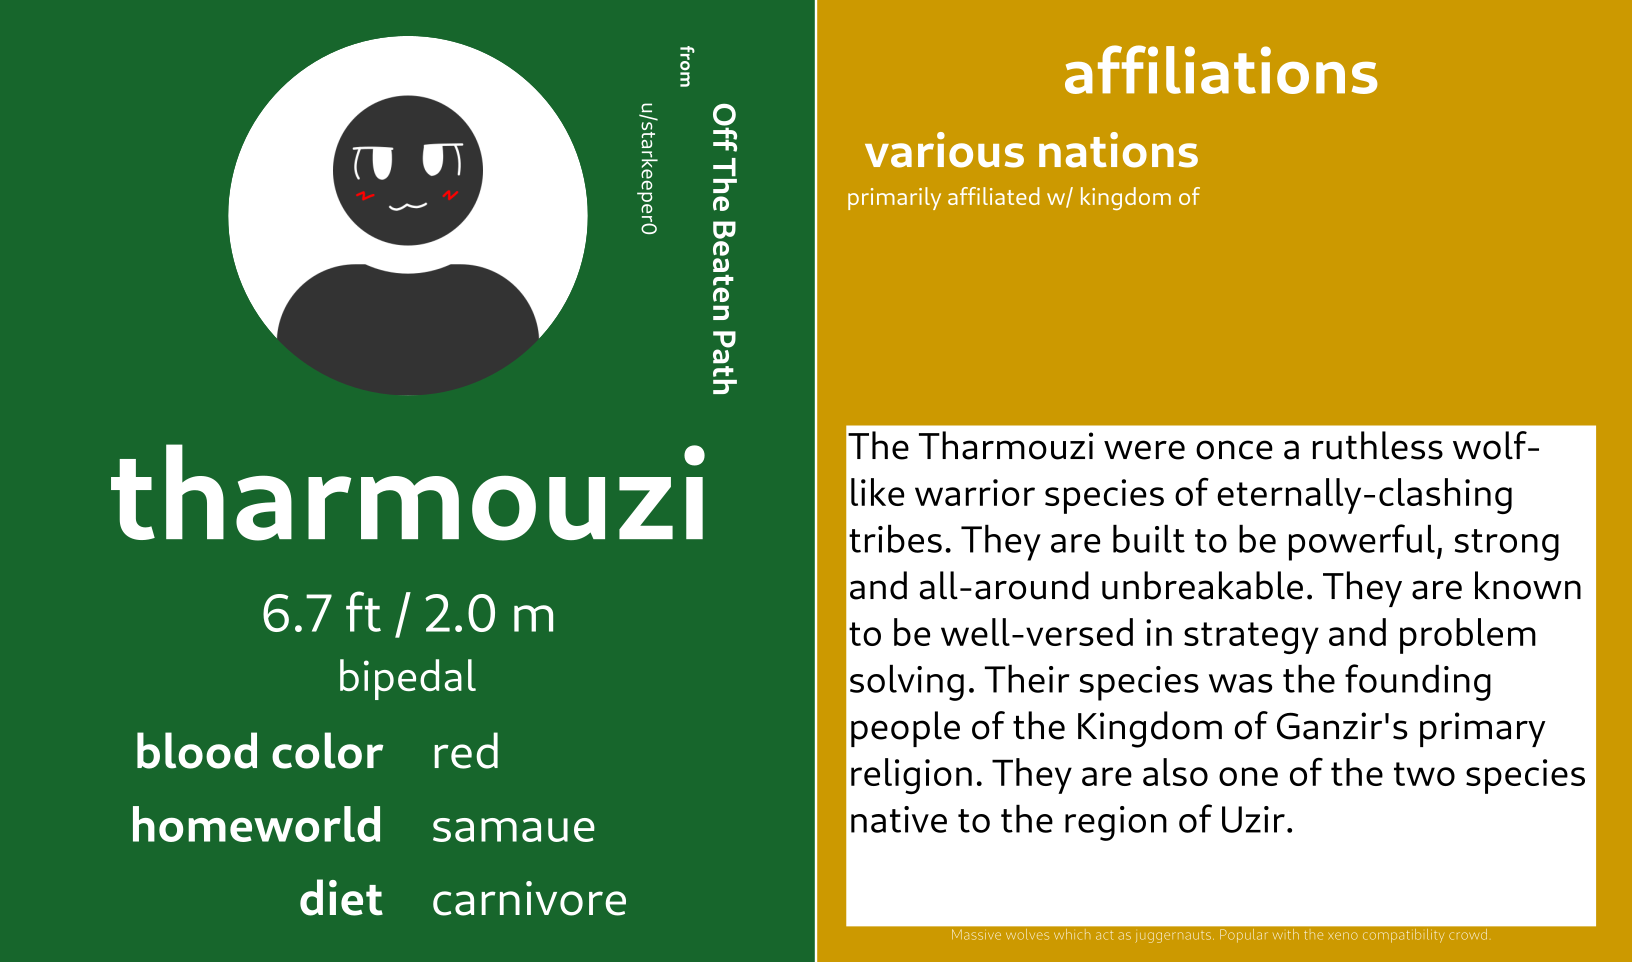 from
Off The Beaten Path
u/starkeeper0
tharmouzi
6.7 ft / 2.0 m
bipedal
blood color red
homeworld samaue
diet carnivore
affiliations
various nations
primarily affiliated w/ kingdom of
The Tharmouzi were once a ruthless wolf-
like warrior species of eternally-clashing
tribes. They are built to be powerful, strong
and all-around unbreakable. They are known
to be well-versed in strategy and problem
solving. Their species was the founding
people of the Kingdom of Ganzir's primary
religion. They are also one of the two species
native to the region of Uzir.
Massive wolves which act as juggernauts. Popular with the xeno compatibility crowd.